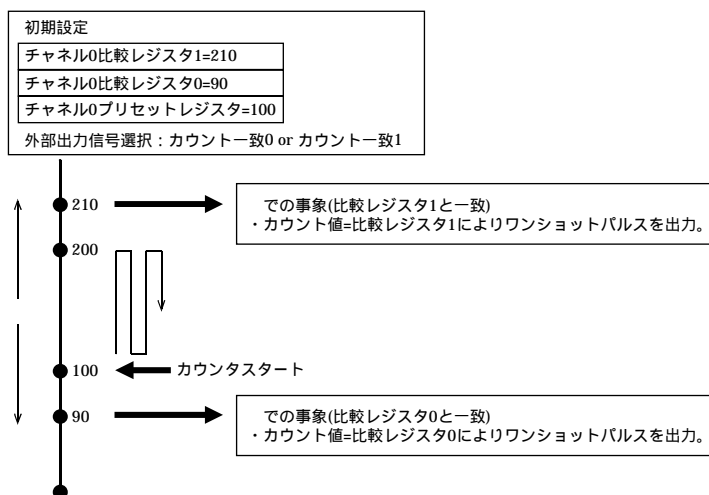 初期設定
チャネル0比較レジスタ1=210
チャネル0比較レジスタ0=90
チャネル0プリセットレジスタ=100
外部出力信号選択：カウント一致0 or カウント一致1
210
での事象(比較レジスタ1と一致)
・カウント値=比較レジスタ1によりワンショットパルスを出力。
200
100
カウンタスタート
90
での事象(比較レジスタ0と一致)
・カウント値=比較レジスタ0によりワンショットパルスを出力。